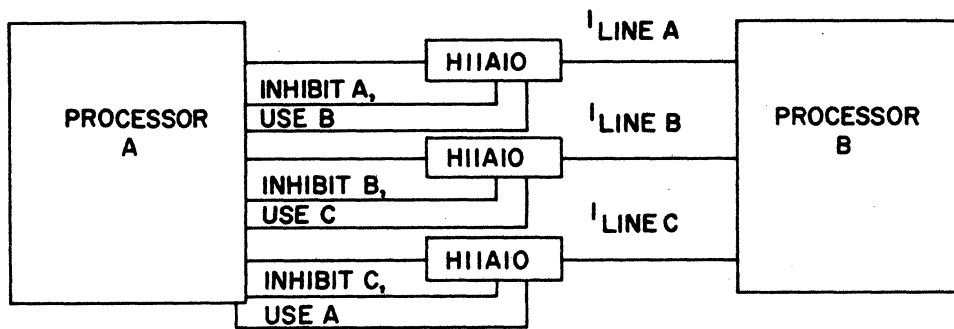 I LINE A
H11A10
INHIBIT A,
USE B
PROCESSOR
A
PROCESSOR
B
I LINE B
H11A10
INHIBIT B,
USE C
I LINE C
H11A10
INHIBIT C,
USE A